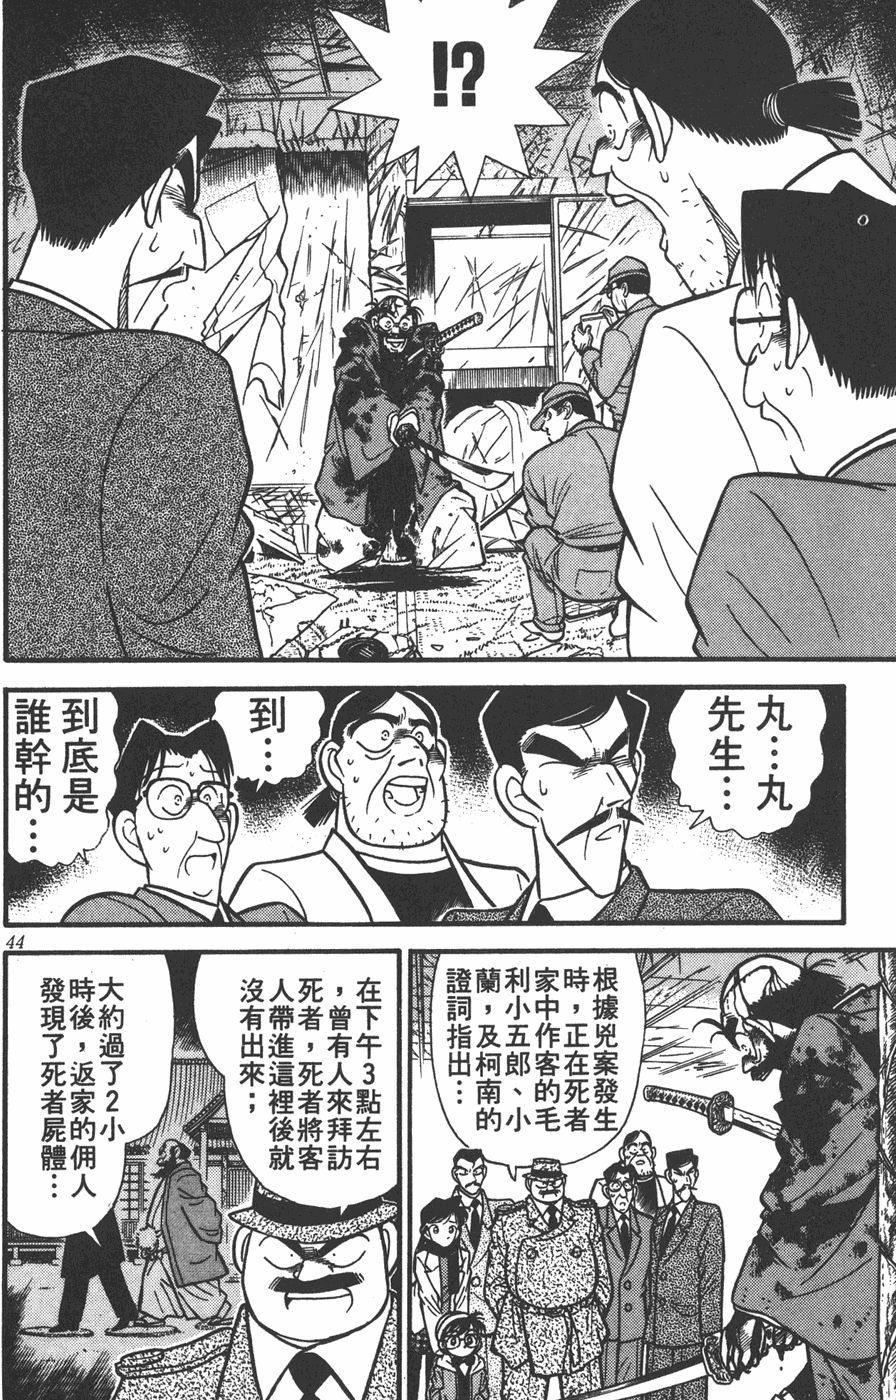 !?
丸…丸
先生…
到…
到底是
誰幹的…
44
根據兇案發生
時，正在死者
家中作客的毛
利小五郎、小
蘭，及柯南的
證詞指出…
在下午3點左右
，曾有人來拜訪
死者，死者將客
人帶進這裡後就
沒有出來；
大約過了2小
時後，返家的佣人
發現了死者屍體…